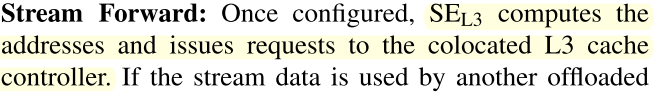 Stream Forward: Once configured, SE_L3 computes the
addresses and issues requests to the colocated L3 cache
controller. If the stream data is used by another offloaded